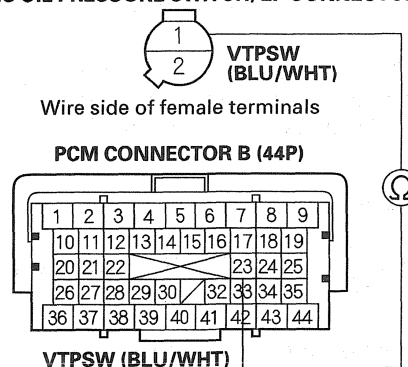 1
2
VTPSW
(BLU/WHT)
Wire side of female terminals
PCM CONNECTOR B (44P)
Ω
1 2 3 4 5 6 7 8 9
10 11 12 13 14 15 16 17 18 19
20 21 22 23 24 25
26 27 28 29 30 32 33 34 35
36 37 38 39 40 41 42 43 44
VTPSW (BLU/WHT)